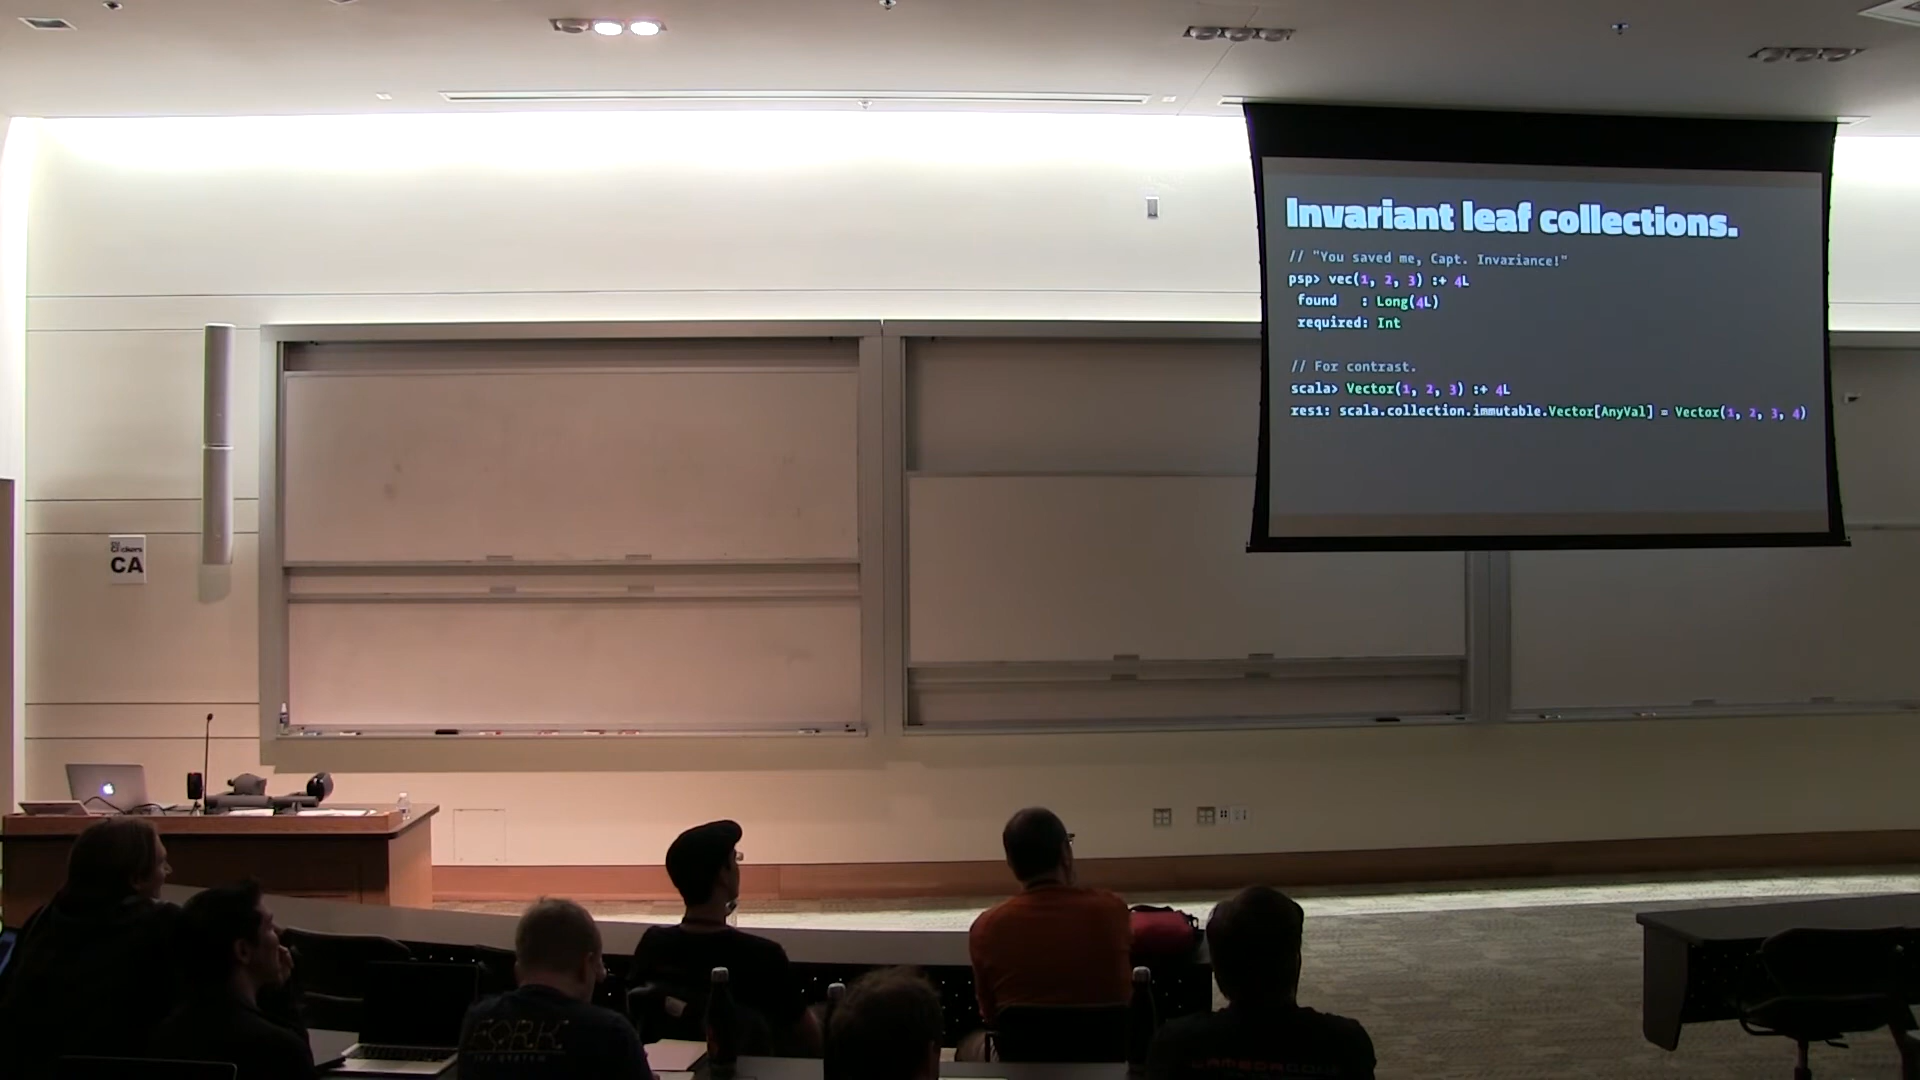 Invariant leaf collections.
// "You saved me, Capt. Invariance!"
psp> vec(1, 2, 3) :+ 4L
found   : Long(4L)
required: Int
// For contrast.
scala> Vector(1, 2, 3) :+ 4L
res1: scala.collection.immutable.Vector[AnyVal] = Vector(1, 2, 3, 4)
CA
FORK